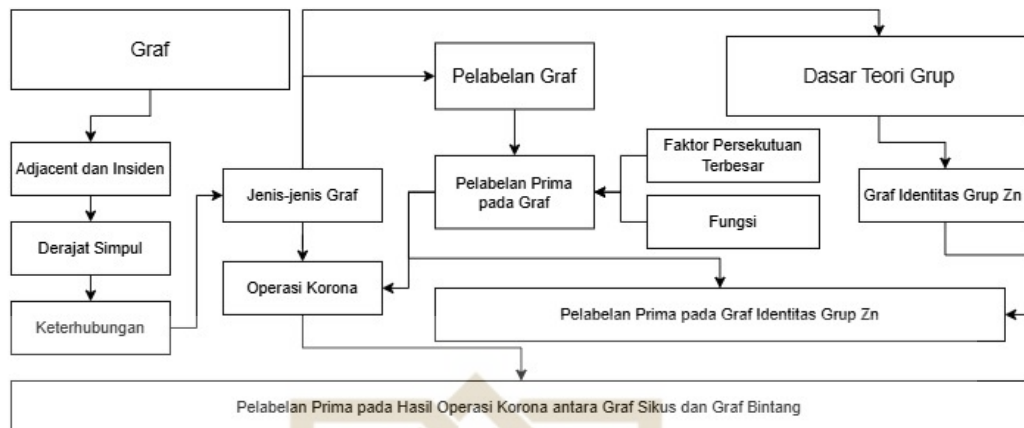 Graf
Pelabelan Graf
Dasar Teori Grup
Adjacent dan Insiden
Jenis-jenis Graf
Pelabelan Prima
pada Graf
Faktor Persekutuan
Terbesar
Graf Identitas Grup Zn
Fungsi
Derajat Simpul
Operasi Korona
Keterhubungan
Pelabelan Prima pada Graf Identitas Grup Zn
Pelabelan Prima pada Hasil Operasi Korona antara Graf Sikus dan Graf Bintang